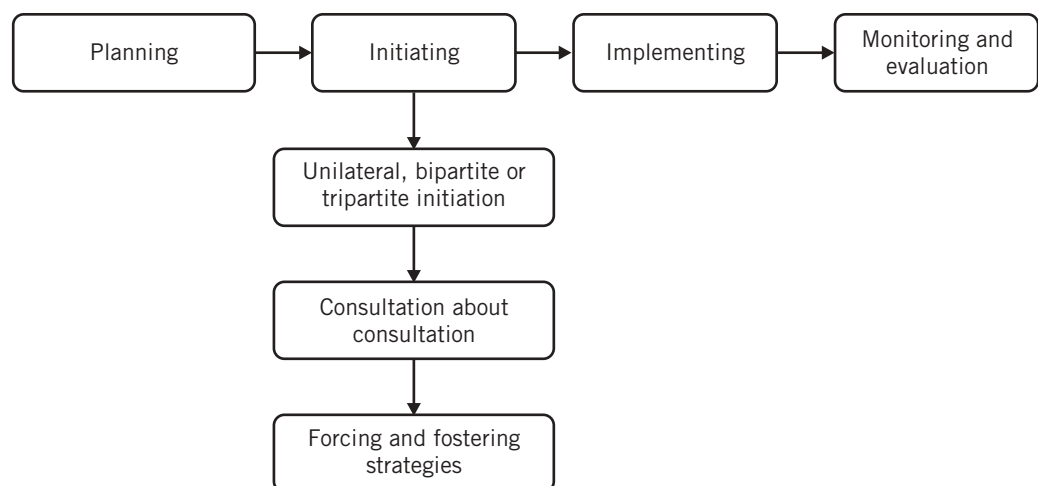 Planning
Initiating
Implementing
Monitoring and
evaluation
Unilateral, bipartite or
tripartite initiation
Consultation about
consultation
Forcing and fostering
strategies